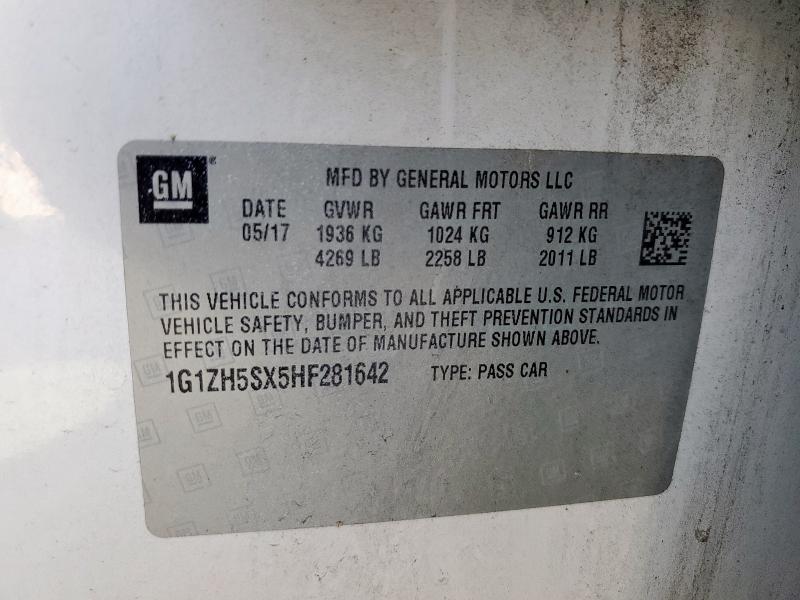 GM®
MFD BY GENERAL MOTORS LLC
DATE GVWR GAWR FRT GAWR RR
05/17 1936 KG 1024 KG 912 KG
4269 LB 2258 LB 2011 LB
THIS VEHICLE CONFORMS TO ALL APPLICABLE U.S. FEDERAL MOTOR
VEHICLE SAFETY, BUMPER, AND THEFT PREVENTION STANDARDS IN
EFFECT ON THE DATE OF MANUFACTURE SHOWN ABOVE.
1G1ZH5SX5HF281642 TYPE: PASS CAR